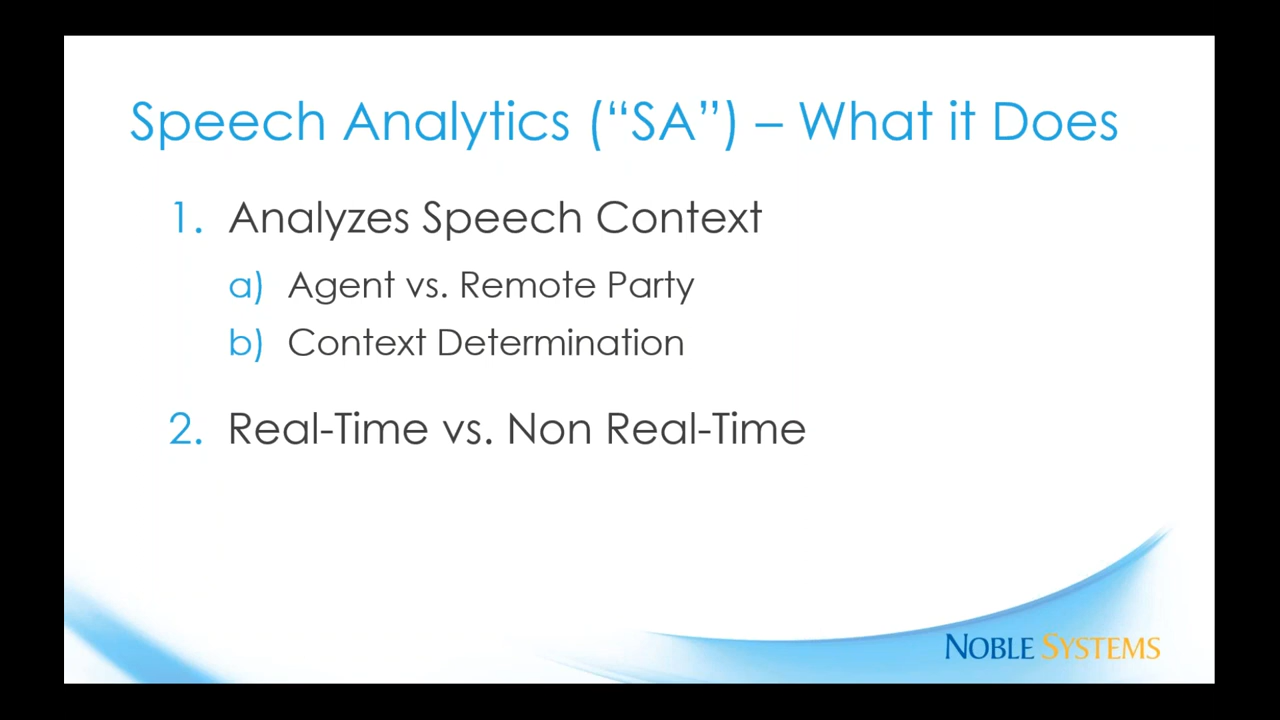 Speech Analytics (“SA”) – What it Does
1. Analyzes Speech Context
a) Agent vs. Remote Party
b) Context Determination
2. Real-Time vs. Non Real-Time
NOBLE SYSTEMS